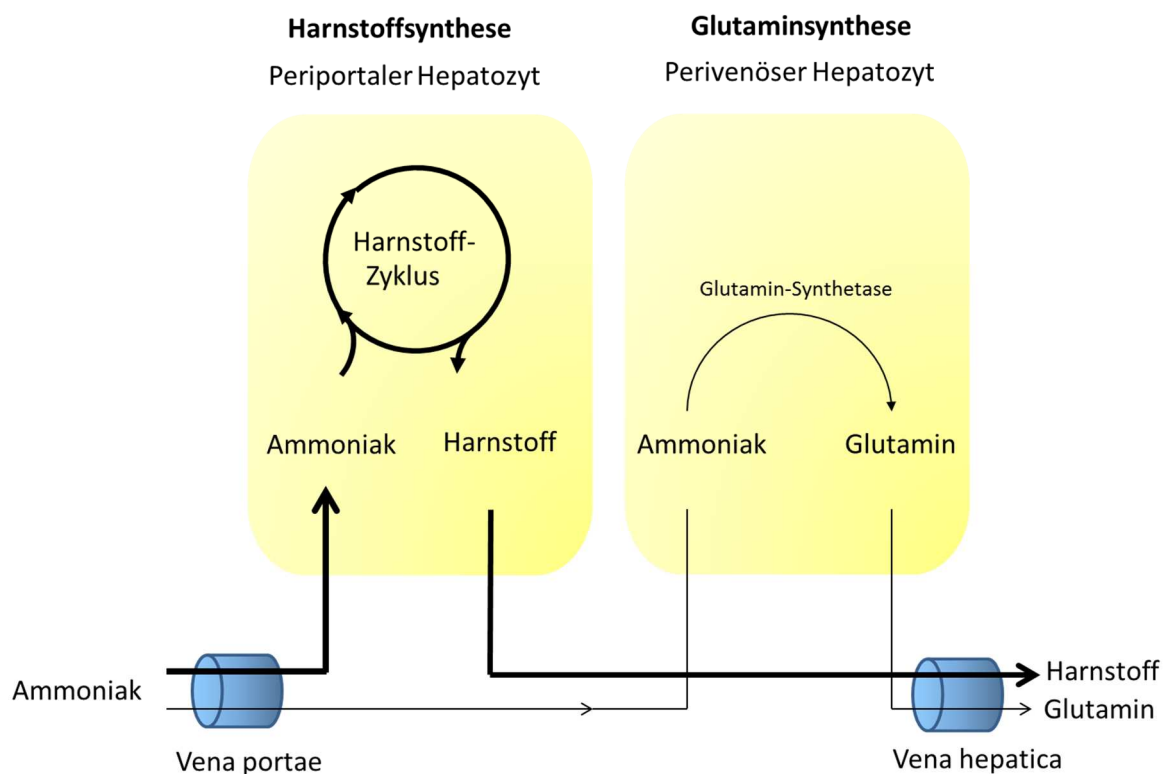 Harnstoffsynthese
Periportaler Hepatozyt
Glutaminsynthese
Perivenöser Hepatozyt
Harnstoff-
Zyklus
Ammoniak
Harnstoff
Glutamin-Synthetase
Ammoniak
Glutamin
Ammoniak
Vena portae
Harnstoff
Glutamin
Vena hepatica